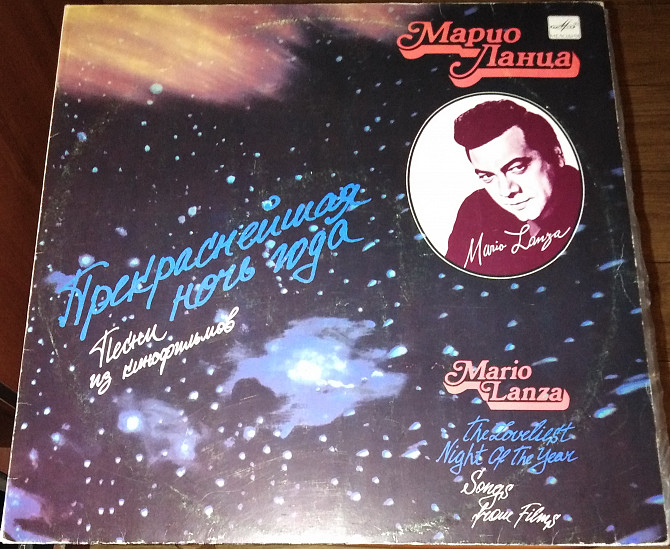 Марио
Ланца
Mario Lanza
Прекраснейшая
ночь года
Песни
из кинофильмов
Mario
Lanza
The Loveliest
Night Of The Year
Songs
from Films